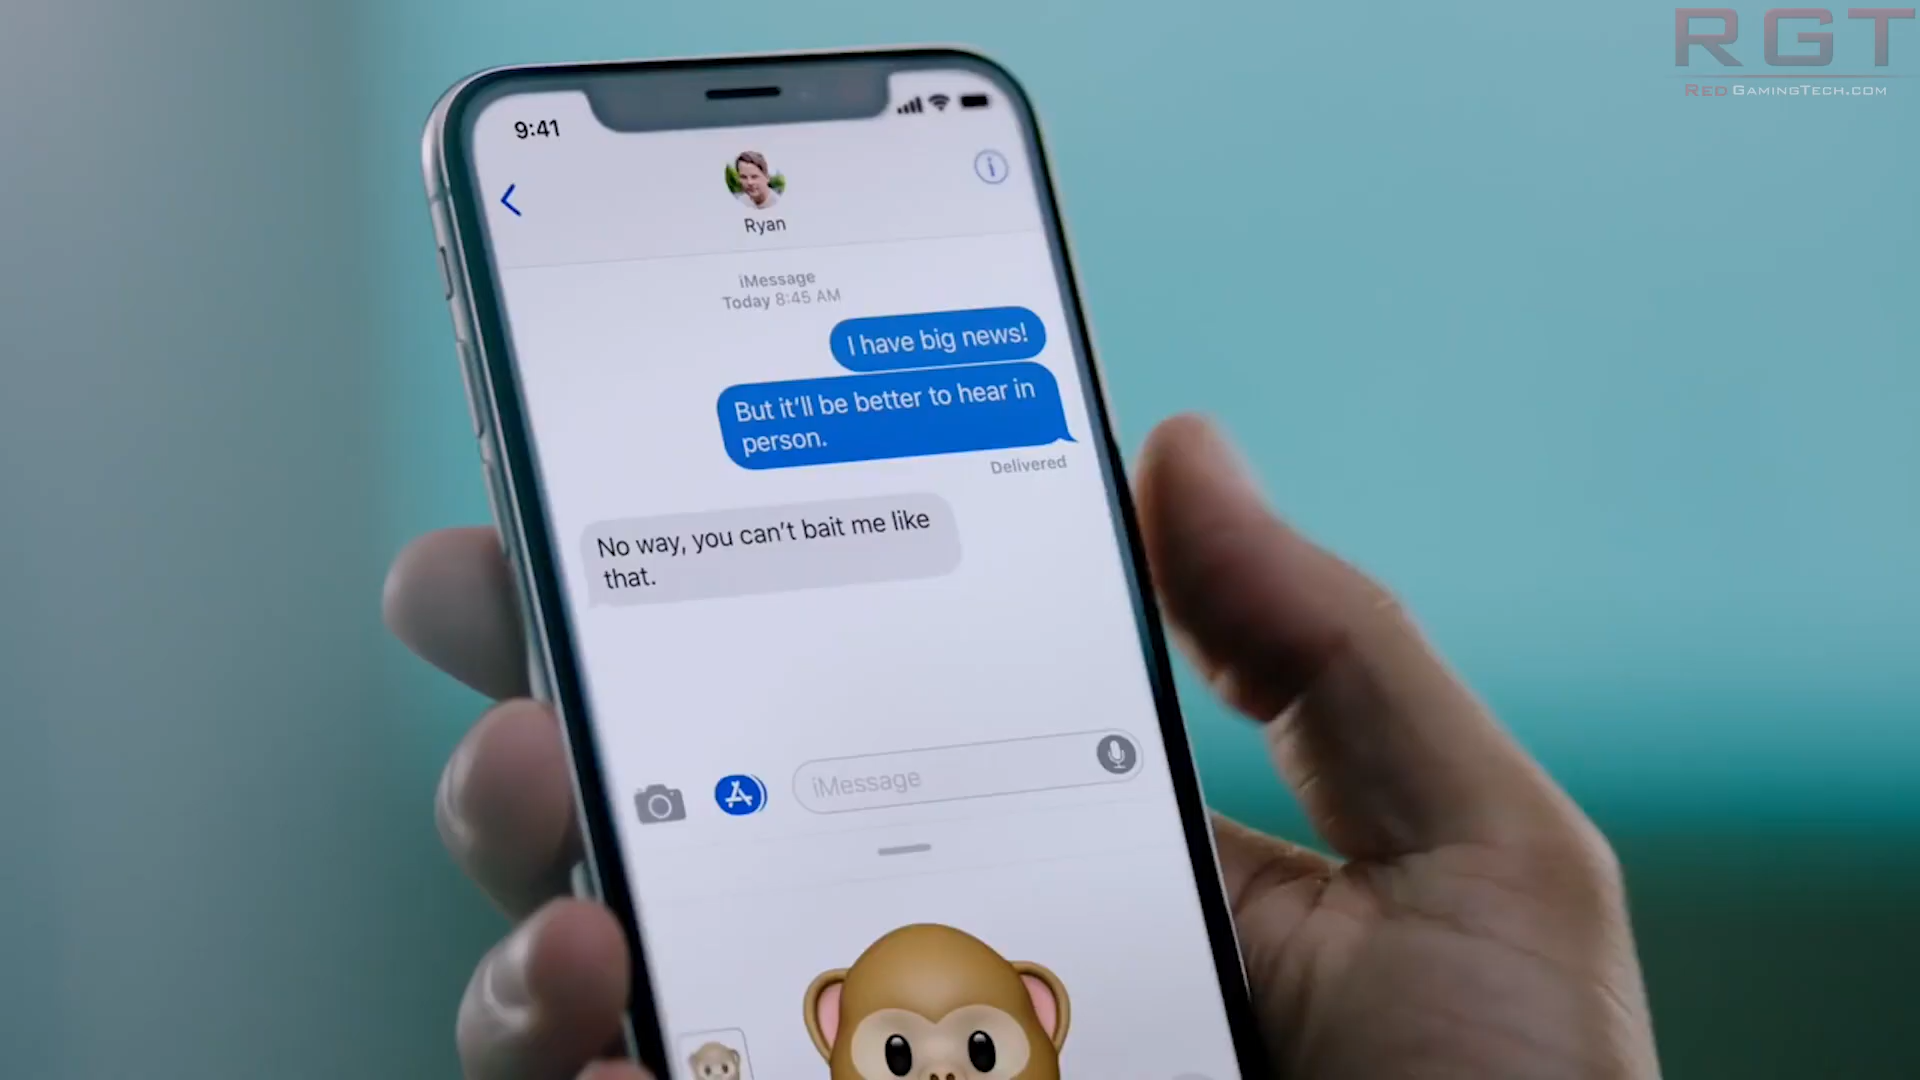 RGT
RED GAMINGTECH.COM
9:41
Ryan
iMessage
Today 8:45 AM
I have big news!
But it'll be better to hear in
person.
Delivered
No way, you can't bait me like
that.
iMessage